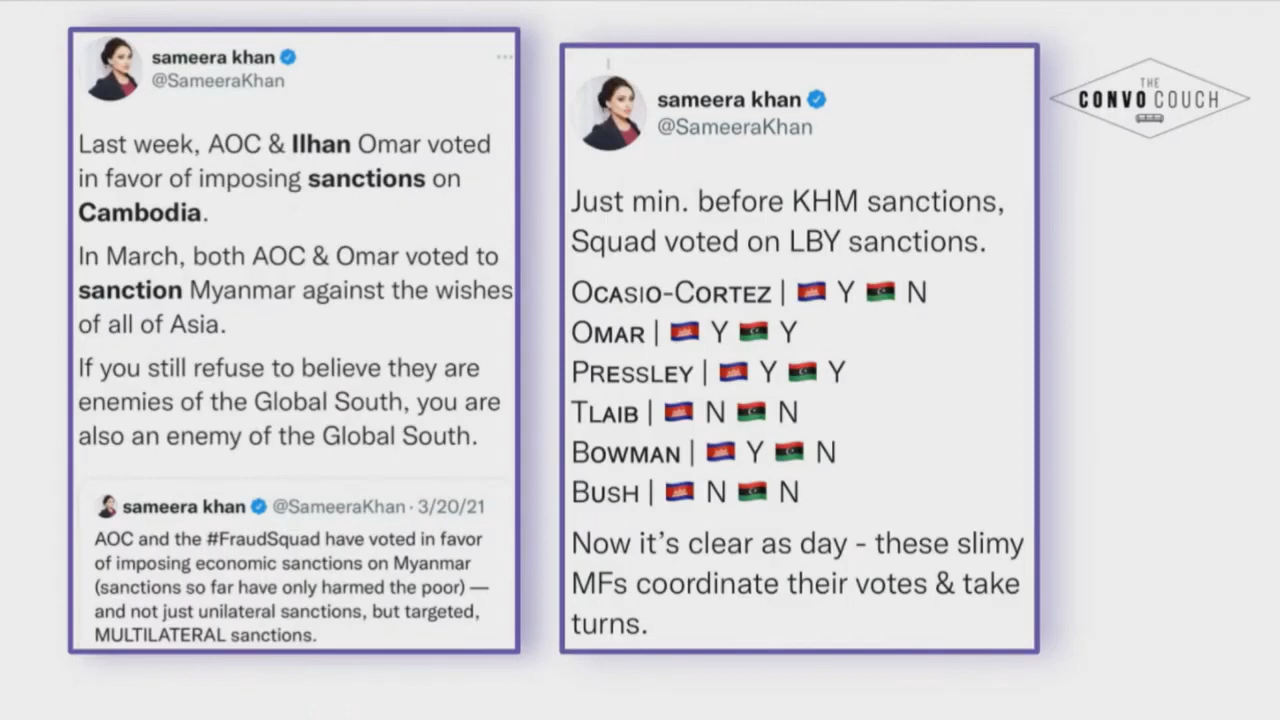 sameera khan
@SameeraKhan
Last week, AOC & Ilhan Omar voted
in favor of imposing sanctions on
Cambodia.
In March, both AOC & Omar voted to
sanction Myanmar against the wishes
of all of Asia.
If you still refuse to believe they are
enemies of the Global South, you are
also an enemy of the Global South.
sameera khan @SameeraKhan · 3/20/21
AOC and the #FraudSquad have voted in favor
of imposing economic sanctions on Myanmar
(sanctions so far have only harmed the poor) —
and not just unilateral sanctions, but targeted,
MULTILATERAL sanctions.
sameera khan
@SameeraKhan
Just min. before KHM sanctions,
Squad voted on LBY sanctions.
OCASIO-CORTEZ | 🇰🇭 Y 🇱🇾 N
OMAR | 🇰🇭 Y 🇱🇾 Y
PRESSLEY | 🇰🇭 Y 🇱🇾 Y
TLAIB | 🇰🇭 N 🇱🇾 N
BOWMAN | 🇰🇭 Y 🇱🇾 N
BUSH | 🇰🇭 N 🇱🇾 N
Now it's clear as day - these slimy
MFs coordinate their votes & take
turns.
THE
CONVO COUCH